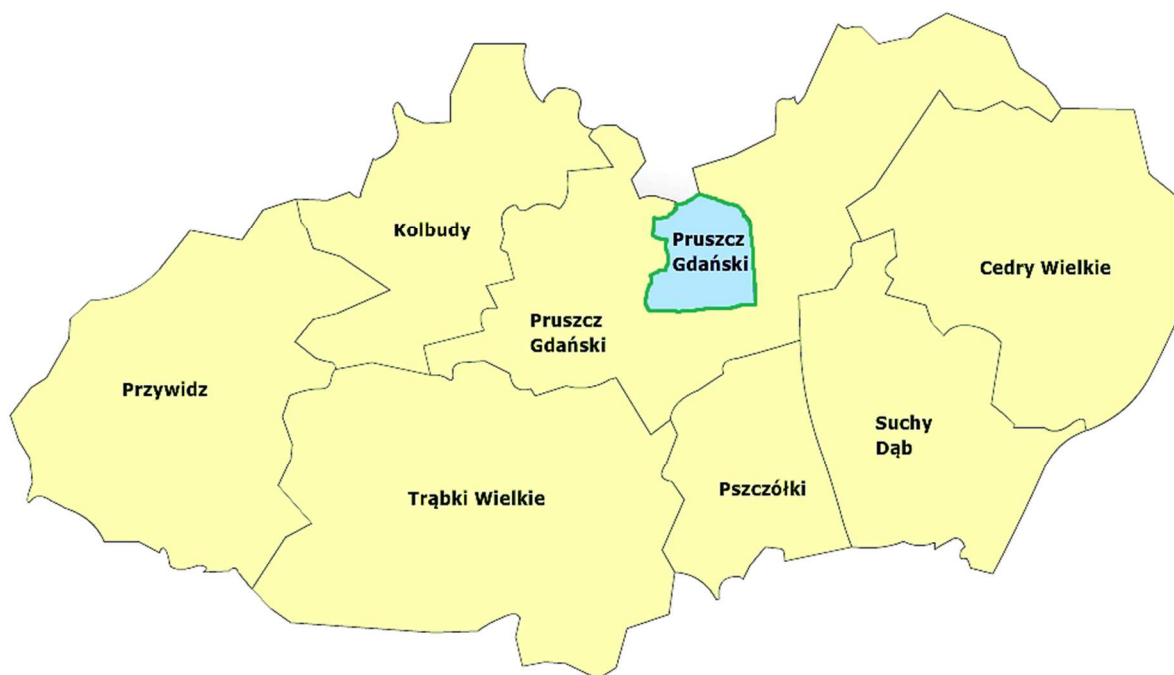 Kolbudy
Pruszcz
Gdański
Cedry Wielkie
Pruszcz
Gdański
Przywidz
Suchy
Dąb
Trąbki Wielkie
Pszczółki